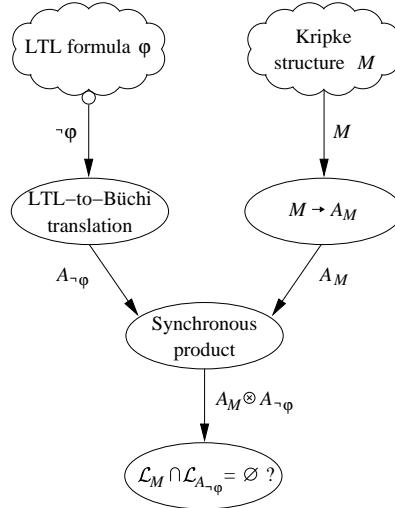 LTL formula φ
Kripke
structure M
¬φ
M
LTL–to–Büchi
translation
M → A_M
A_¬φ
A_M
Synchronous
product
A_M ⊗ A_¬φ
ℒ_M ∩ ℒ_A_¬φ = ∅ ?